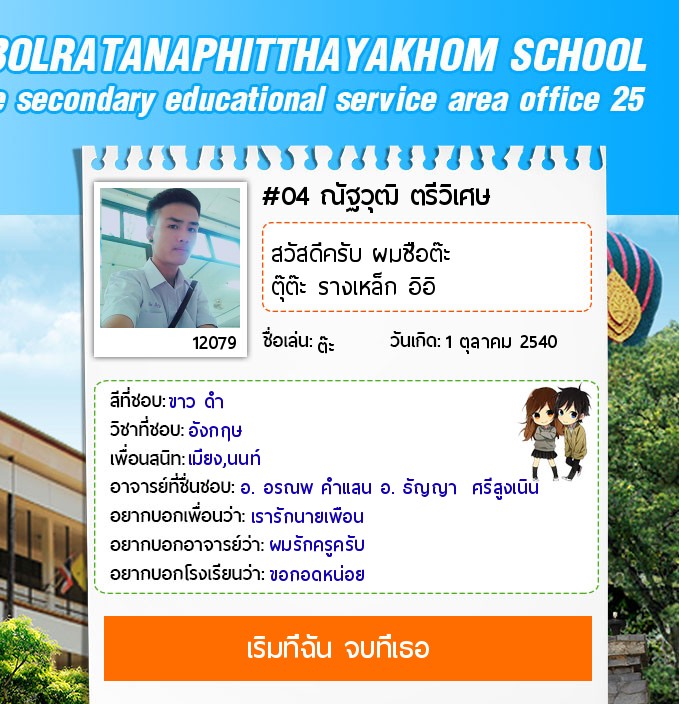 BOLRATANAPHITTHAYAKHOM SCHOOL
e secondary educational service area office 25
#04 ณัฐวุฒิ ตรีวิเศษ
สวัสดีครับ ผมชื่อต๊ะ
ตุ๊ต๊ะ รางเหล็ก อิอิ
12079
ชื่อเล่น: ต๊ะ วันเกิด: 1 ตุลาคม 2540
สีที่ชอบ: ขาว ดำ
วิชาที่ชอบ: อังกฤษ
เพื่อนสนิท: เมียง,นนท์
อาจารย์ที่ชื่นชอบ: อ. อรณพ คำแสน อ. ธัญญา ศรีสูงเนิน
อยากบอกเพื่อนว่า: เรารักนายเพื่อน
อยากบอกอาจารย์ว่า: ผมรักครูครับ
อยากบอกโรงเรียนว่า: ขอกอดหน่อย
เริ่มที่ฉัน จบที่เธอ